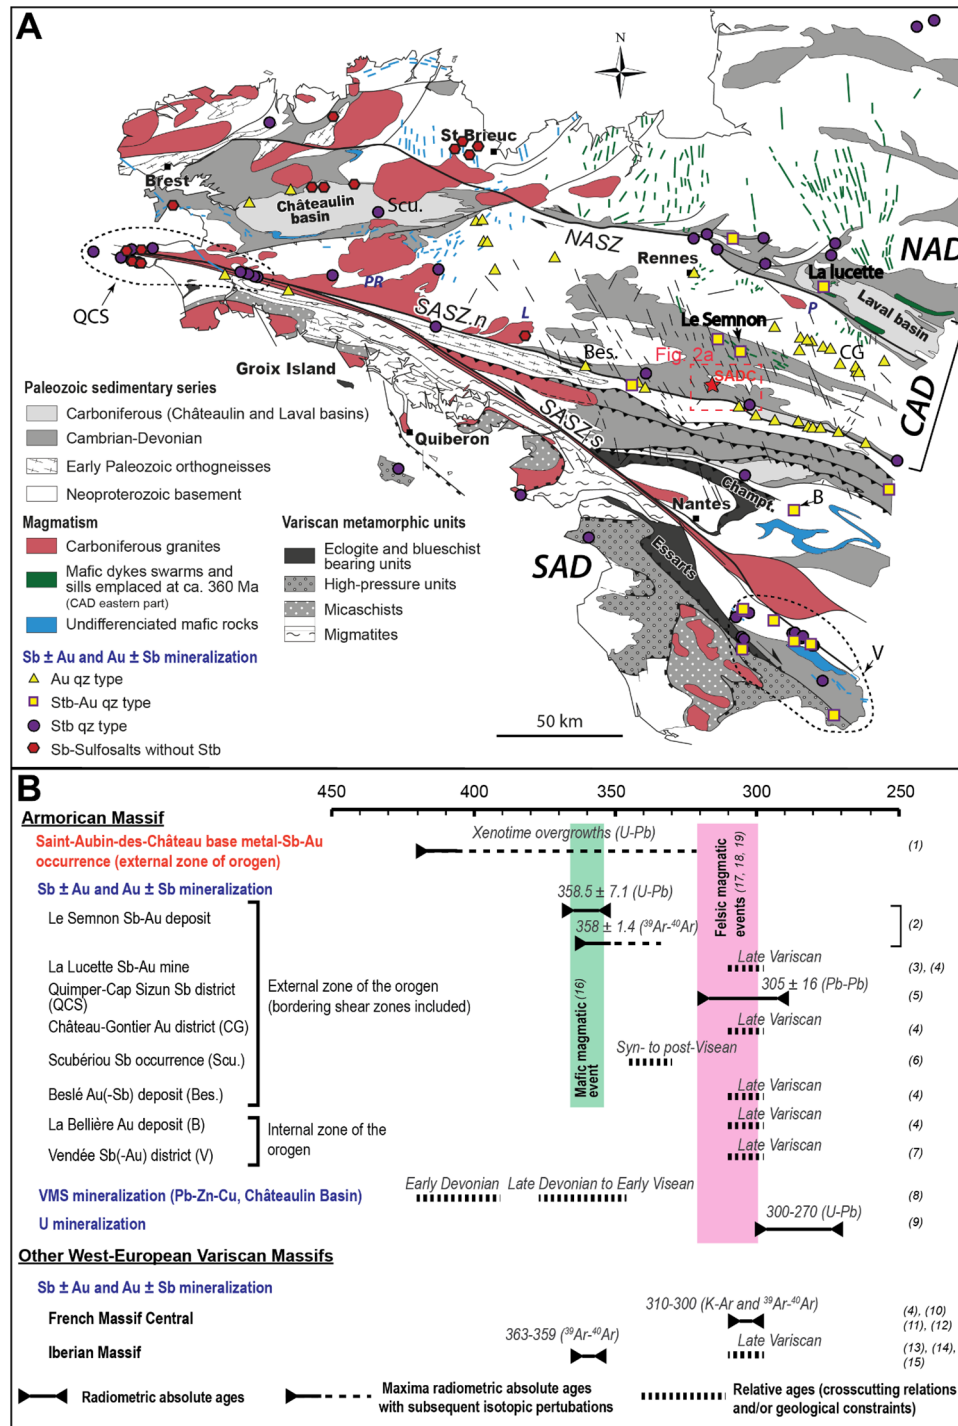 A
N
St Brieuc
Brest
Châteaulin
basin
Scu.
NASZ
NAD
Rennes
La lucette
QCS
PR
SASZ.n
L
P
Laval basin
Le Semnon
CG
Bes.
Fig. 2a
SADC
CAD
Groix Island
SASZ.s
Quiberon
Champt.
Nantes
B
SAD
Essarts
V
50 km
Paleozoic sedimentary series
Carboniferous (Châteaulin and Laval basins)
Cambrian-Devonian
Early Paleozoic orthogneisses
Neoproterozoic basement
Magmatism
Carboniferous granites
Mafic dykes swarms and
sills emplaced at ca. 360 Ma
(CAD eastern part)
Undifferenciated mafic rocks
Variscan metamorphic units
Eclogite and blueschist
bearing units
High-pressure units
Micaschists
Migmatites
Sb ± Au and Au ± Sb mineralization
Au qz type
Stb-Au qz type
Stb qz type
Sb-Sulfosalts without Stb
B
450 400 350 300 250
Armorican Massif
Saint-Aubin-des-Château base metal-Sb-Au
occurrence (external zone of orogen)
Xenotime overgrowths (U-Pb)
(1)
Sb ± Au and Au ± Sb mineralization
358.5 ± 7.1 (U-Pb)
Le Semnon Sb-Au deposit
358 ± 1.4 (³⁹Ar-⁴⁰Ar)
(2)
Felsic magmatic
events (17, 18, 19)
Mafic magmatic (16)
event
La Lucette Sb-Au mine
Late Variscan
(3), (4)
Quimper-Cap Sizun Sb district
(QCS)
External zone of the orogen
(bordering shear zones included)
305 ± 16 (Pb-Pb)
(5)
Château-Gontier Au district (CG)
Late Variscan
(4)
Scubériou Sb occurrence (Scu.)
Syn- to post-Visean
(6)
Beslé Au(-Sb) deposit (Bes.)
Late Variscan
(4)
La Bellière Au deposit (B)
Internal zone of the
orogen
Late Variscan
(4)
Vendée Sb(-Au) district (V)
Late Variscan
(7)
VMS mineralization (Pb-Zn-Cu, Châteaulin Basin)
Early Devonian
Late Devonian to Early Visean
(8)
U mineralization
300-270 (U-Pb)
(9)
Other West-European Variscan Massifs
Sb ± Au and Au ± Sb mineralization
French Massif Central
310-300 (K-Ar and ³⁹Ar-⁴⁰Ar)
(4), (10)
(11), (12)
Iberian Massif
363-359 (³⁹Ar-⁴⁰Ar)
Late Variscan
(13), (14),
(15)
Radiometric absolute ages
Maxima radiometric absolute ages
with subsequent isotopic pertubations
Relative ages (crosscutting relations
and/or geological constraints)